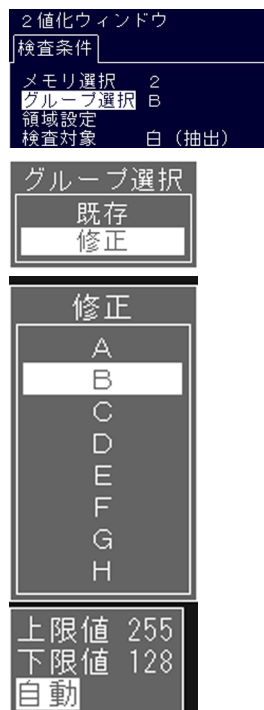 ２値化ウィンドウ
検査条件
メモリ選択 2
グループ選択 B
領域設定
検査対象 白（抽出）
グループ選択
既存
修正
修正
A
B
C
D
E
F
G
H
上限値 255
下限値 128
自動